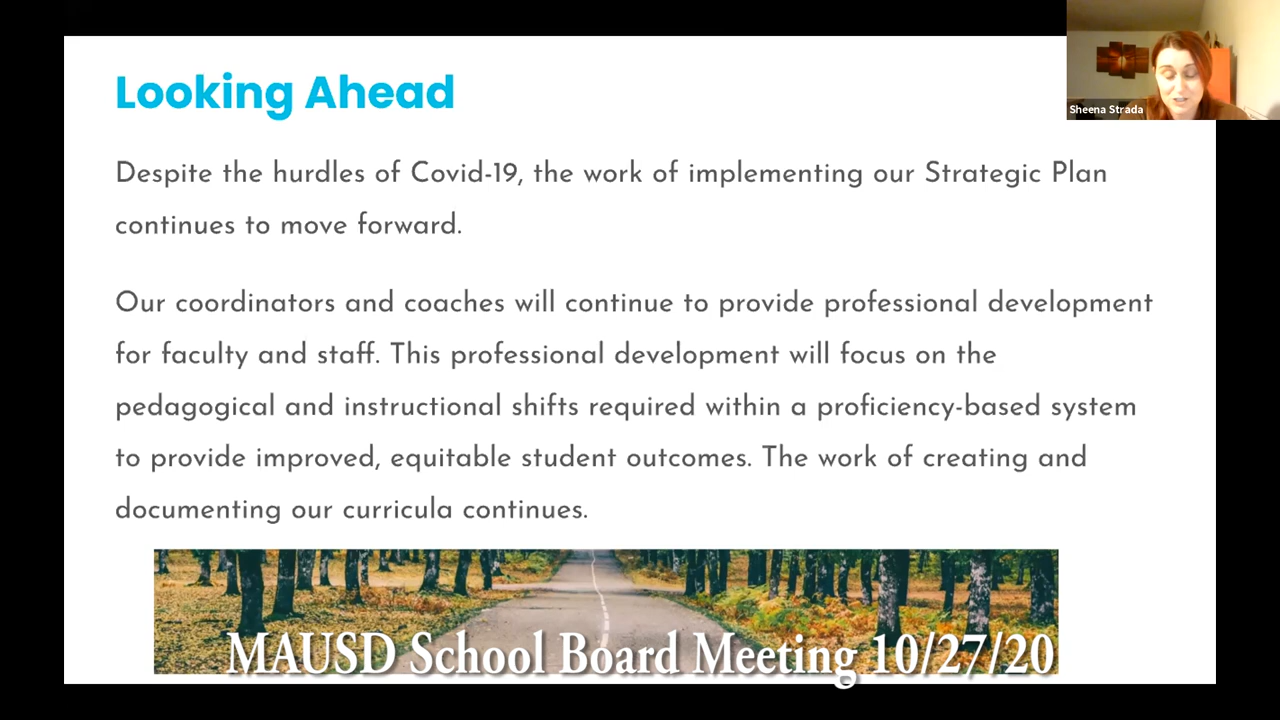 Looking Ahead
Sheena Strada
Despite the hurdles of Covid-19, the work of implementing our Strategic Plan
continues to move forward.
Our coordinators and coaches will continue to provide professional development
for faculty and staff. This professional development will focus on the
pedagogical and instructional shifts required within a proficiency-based system
to provide improved, equitable student outcomes. The work of creating and
documenting our curricula continues.
MAUSD School Board Meeting 10/27/20